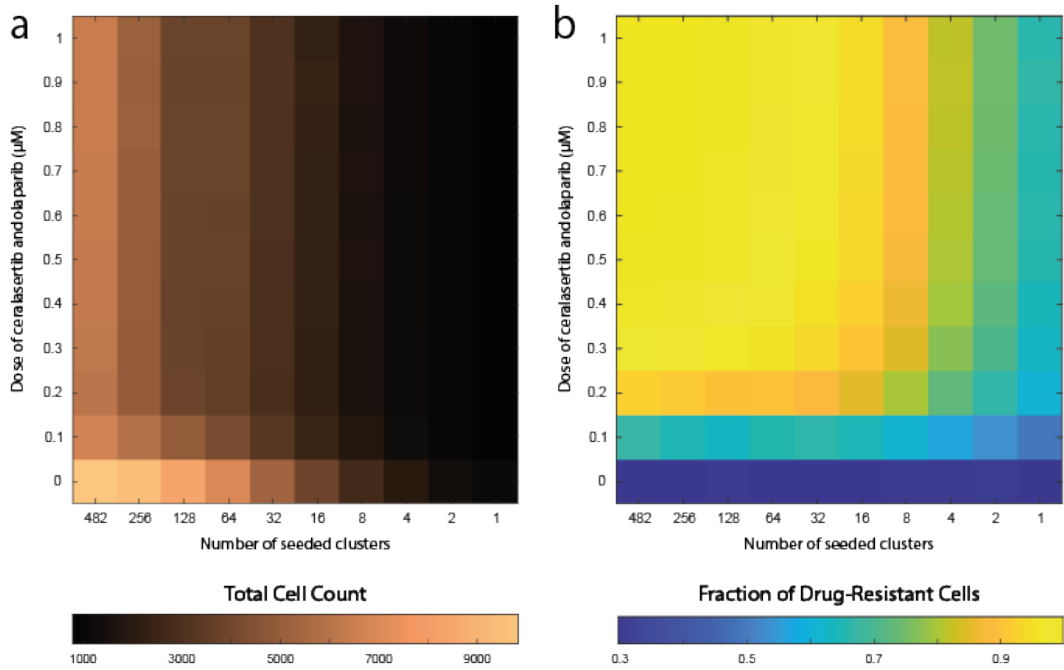 a
Dose of ceralasertib and olaparib (µM)
1
0.9
0.8
0.7
0.6
0.5
0.4
0.3
0.2
0.1
0
482 256 128 64 32 16 8 4 2 1
Number of seeded clusters
Total Cell Count
1000 3000 5000 7000 9000
b
Dose of ceralasertib and olaparib (µM)
1
0.9
0.8
0.7
0.6
0.5
0.4
0.3
0.2
0.1
0
482 256 128 64 32 16 8 4 2 1
Number of seeded clusters
Fraction of Drug-Resistant Cells
0.3 0.5 0.7 0.9